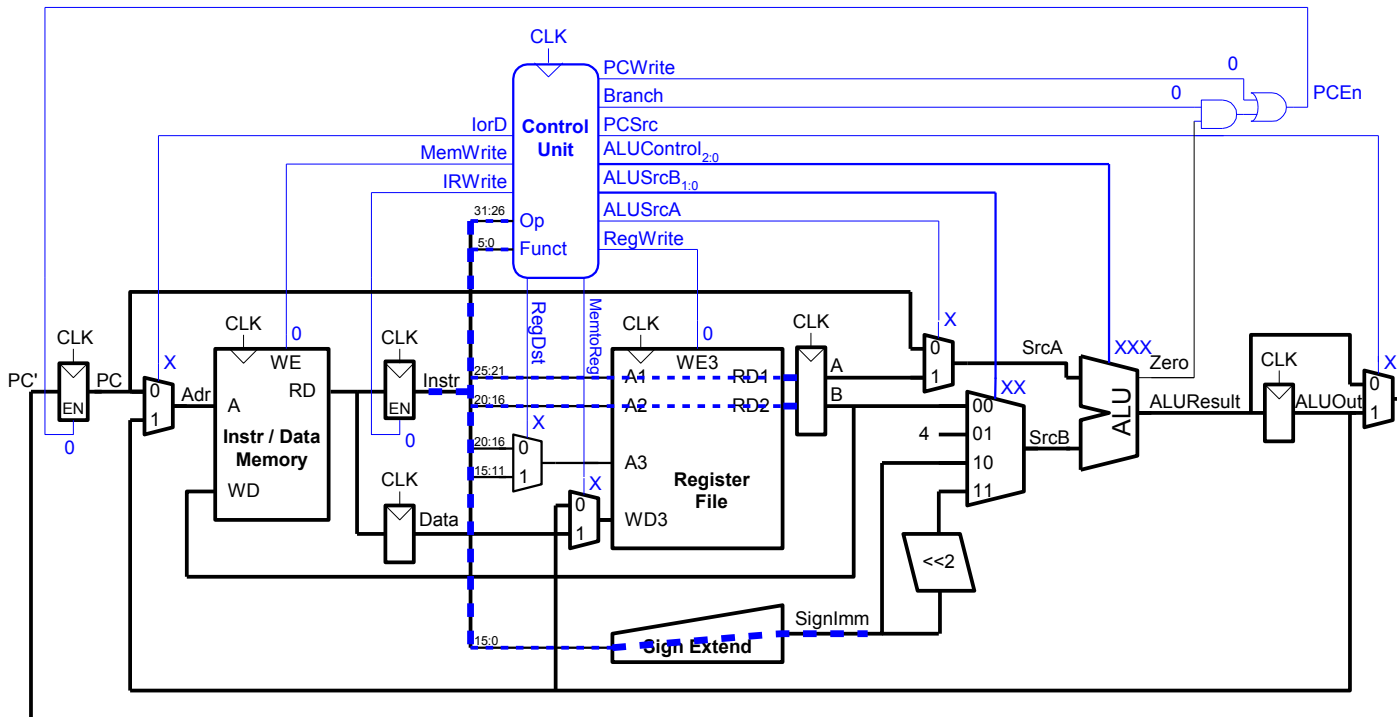 CLK
PCWrite 0
Branch 0 PCEn
IorD Control PCSrc
Unit
MemWrite ALUControl2:0
IRWrite ALUSrcB1:0
31:26 Op ALUSrcA
5:0 Funct RegWrite
RegDst MemtoReg
CLK CLK CLK CLK CLK
X 0 0 X XXX X
PC' PC EN 0 1 Adr A WE RD EN Instr 25:21 A1 WE3 RD1 A 0 1 SrcA Zero CLK 0 1
0 Instr / Data 0 20:16 A2 RD2 B XX 00 ALU ALUResult ALUOut
Memory X 4 01 SrcB
20:16 0 A3 10
15:11 1 Register 11
File
WD CLK X
Data 0 WD3
1
<<2
SignImm
15:0 Sign Extend